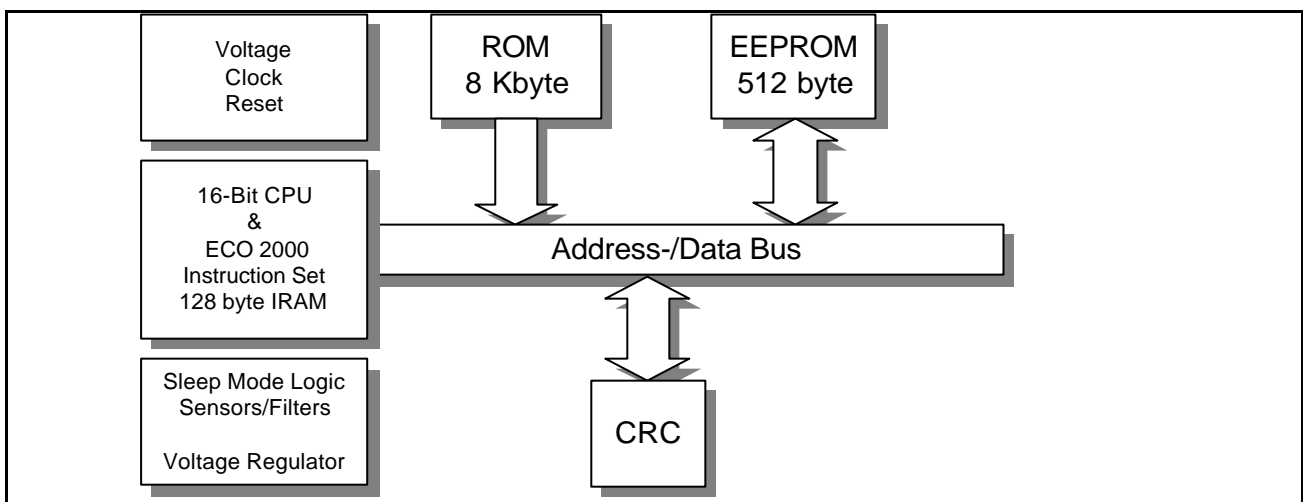 Voltage
Clock
Reset
ROM
8 Kbyte
EEPROM
512 byte
16-Bit CPU
&
ECO 2000
Instruction Set
128 byte IRAM
Address-/Data Bus
Sleep Mode Logic
Sensors/Filters
Voltage Regulator
CRC